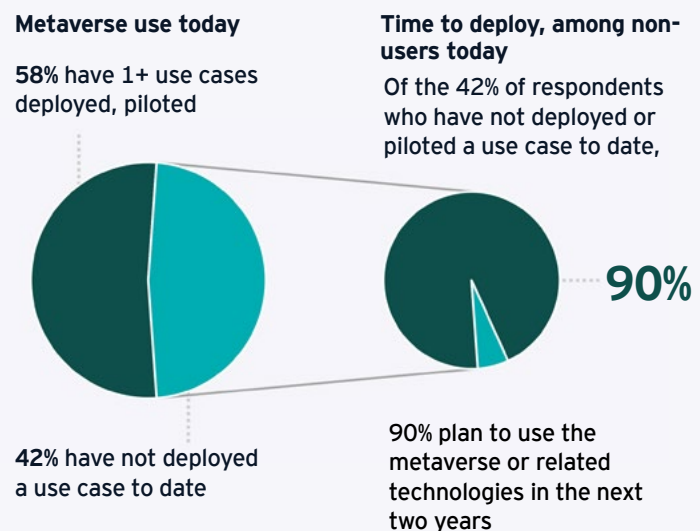 Metaverse use today
58% have 1+ use cases
deployed, piloted
42% have not deployed
a use case to date
Time to deploy, among non-
users today
Of the 42% of respondents
who have not deployed or
piloted a use case to date,
90%
90% plan to use the
metaverse or related
technologies in the next
two years